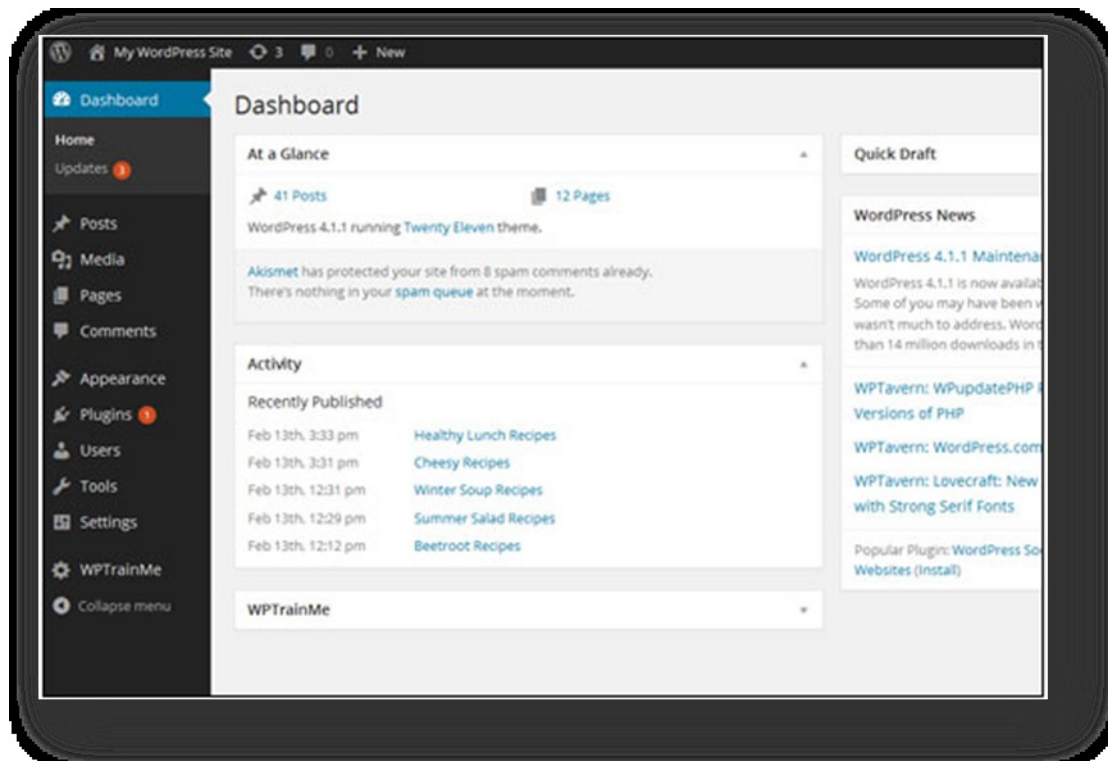 My WordPress Site 3 0 + New
Dashboard
Home
Updates 3
Posts
Media
Pages
Comments
Appearance
Plugins 1
Users
Tools
Settings
WPTrainMe
Collapse menu
Dashboard
At a Glance
41 Posts 12 Pages
WordPress 4.1.1 running Twenty Eleven theme.
Akismet has protected your site from 8 spam comments already.
There's nothing in your spam queue at the moment.
Activity
Recently Published
Feb 13th, 3:33 pm Healthy Lunch Recipes
Feb 13th, 3:31 pm Cheesy Recipes
Feb 13th, 12:31 pm Winter Soup Recipes
Feb 13th, 12:29 pm Summer Salad Recipes
Feb 13th, 12:12 pm Beetroot Recipes
WPTrainMe
Quick Draft
WordPress News
WordPress 4.1.1 Maintena
WordPress 4.1.1 is now availab
Some of you may have been
wasn't much to address. Word
than 14 million downloads in
WPTavern: WPupdatePHP
Versions of PHP
WPTavern: WordPress.com
WPTavern: Lovecraft: New
with Strong Serif Fonts
Popular Plugin: WordPress So
Websites (Install)